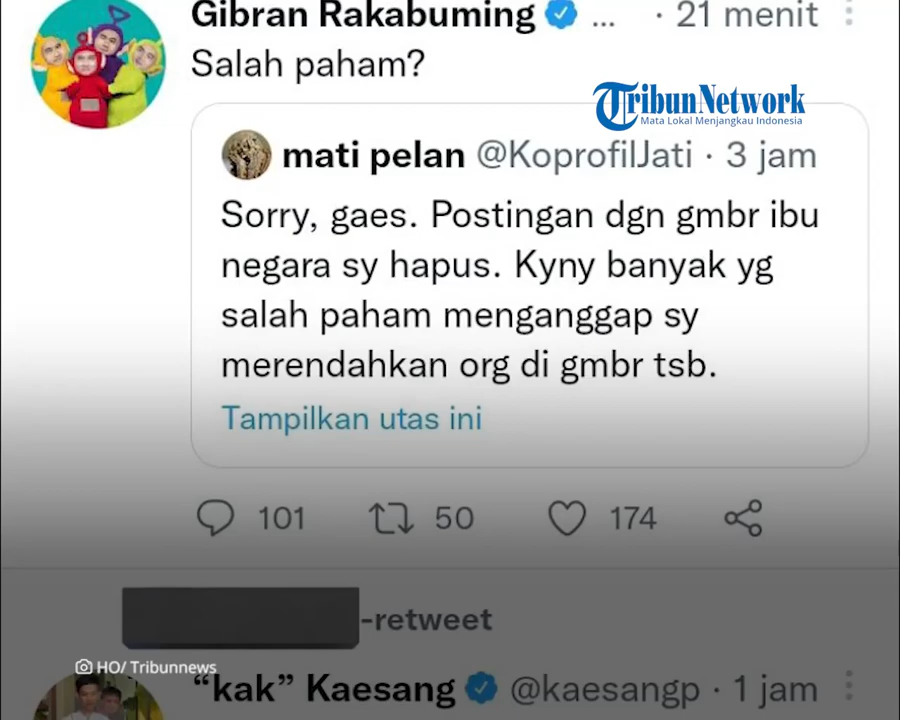 Gibran Rakabuming ... · 21 menit
Salah paham?
TribunNetwork
Mata Lokal Menjangkau Indonesia
mati pelan @KoprofilJati · 3 jam
Sorry, gaes. Postingan dgn gmbr ibu
negara sy hapus. Kyny banyak yg
salah paham menganggap sy
merendahkan org di gmbr tsb.
Tampilkan utas ini
101 50 174
-retweet
HO/ Tribunnews
“kak” Kaesang @kaesangp · 1 jam